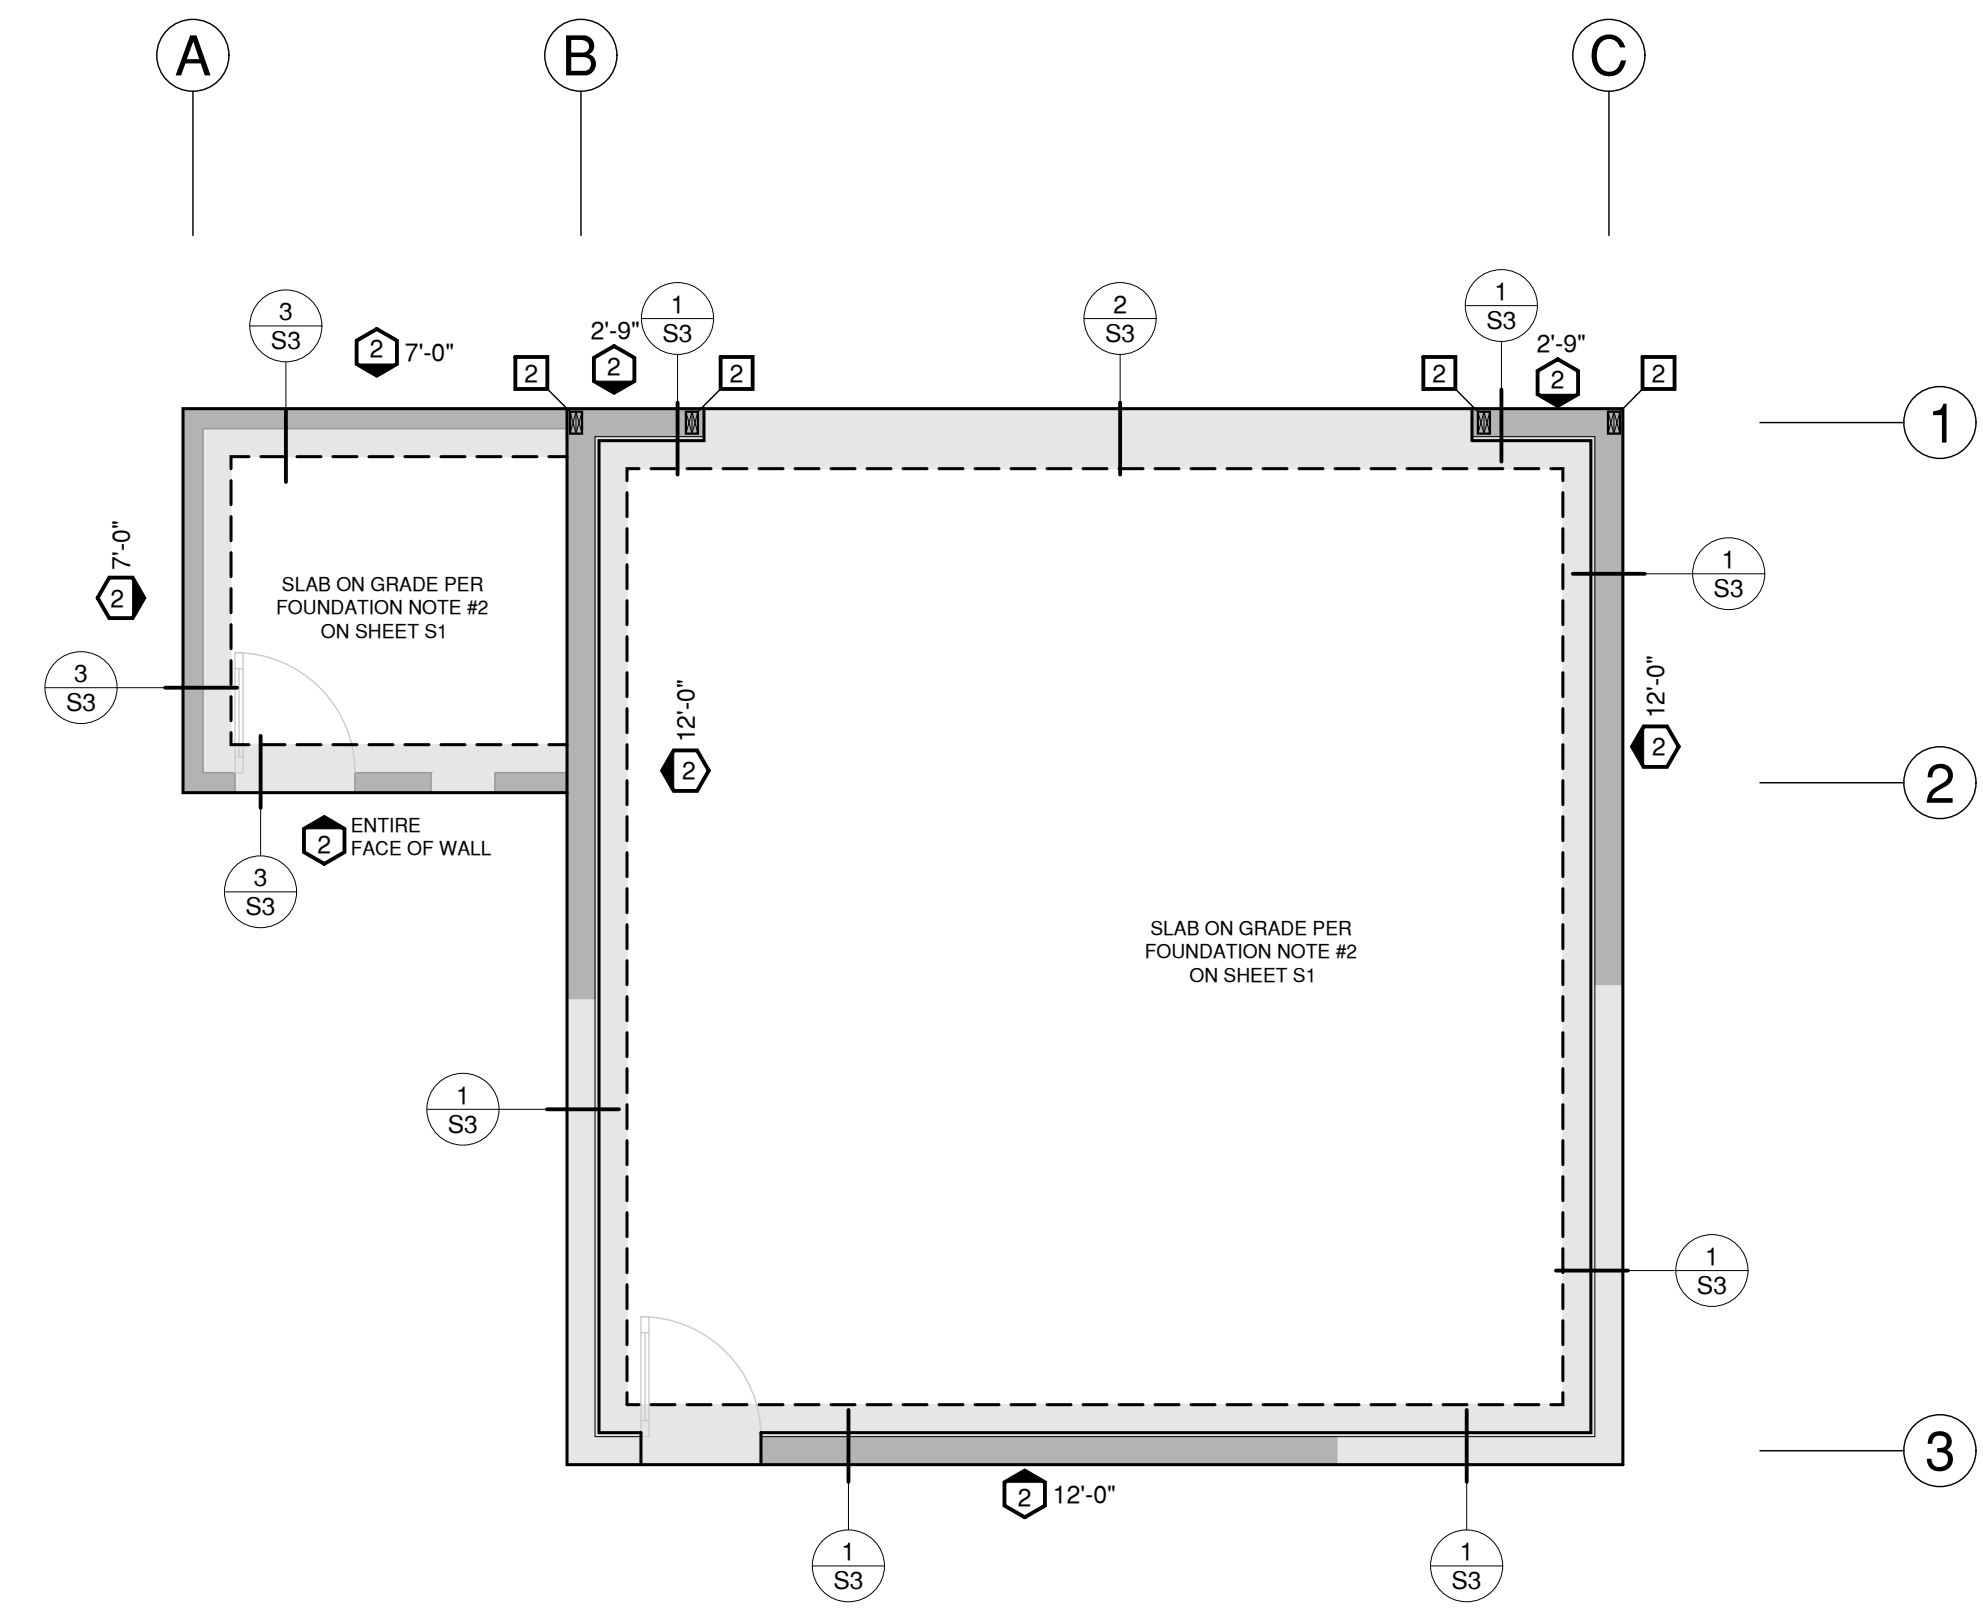 A
B
C
3
S3
2
7'-0"
2'-9"
2
1
S3
2
S3
1
S3
2'-9"
2
2
2
2
2
1
7'-0"
2
SLAB ON GRADE PER
FOUNDATION NOTE #2
ON SHEET S1
1
S3
3
S3
12'-0"
2
12'-0"
2
2
2
ENTIRE
FACE OF WALL
3
S3
SLAB ON GRADE PER
FOUNDATION NOTE #2
ON SHEET S1
1
S3
1
S3
3
2
12'-0"
1
S3
1
S3